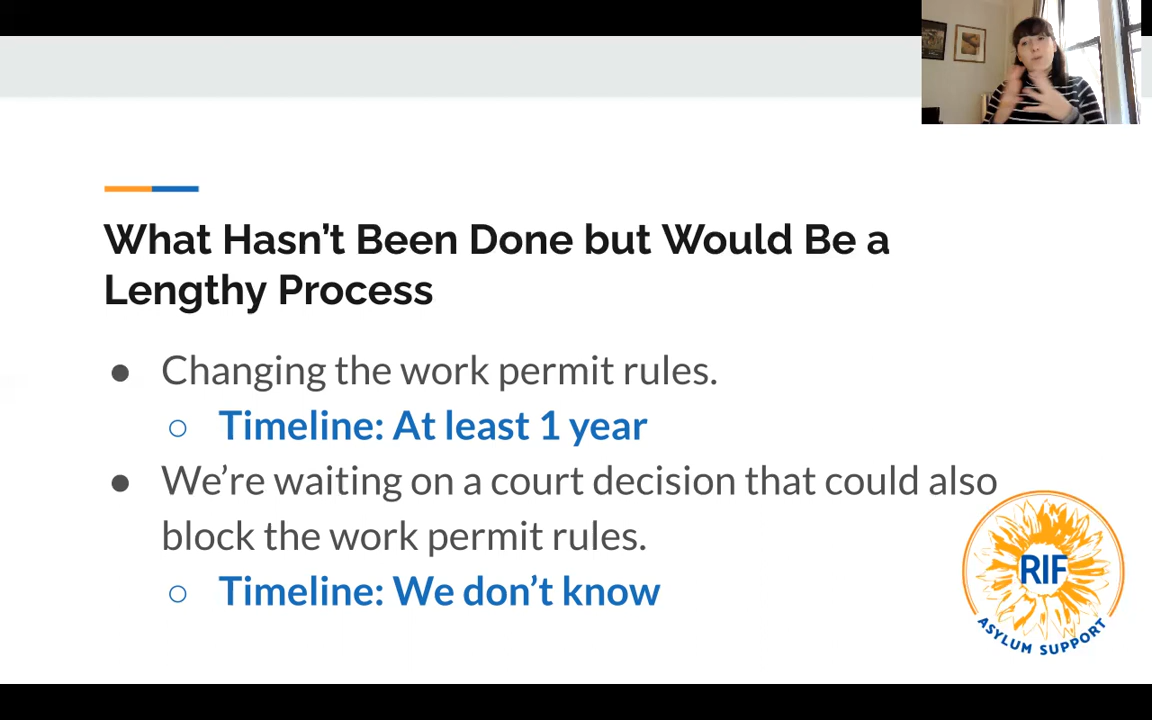 What Hasn't Been Done but Would Be a
Lengthy Process
● Changing the work permit rules.
○ Timeline: At least 1 year
● We're waiting on a court decision that could also
block the work permit rules.
○ Timeline: We don't know
RIF
ASYLUM SUPPORT